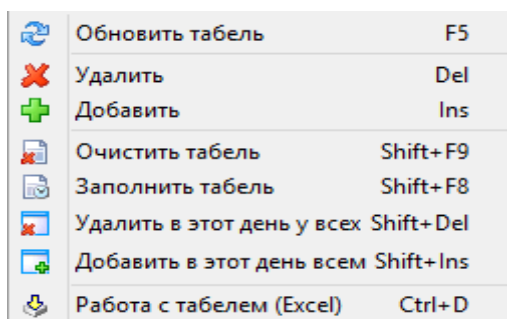 Обновить табель F5
Удалить Del
Добавить Ins
Очистить табель Shift+F9
Заполнить табель Shift+F8
Удалить в этот день у всех Shift+Del
Добавить в этот день всем Shift+Ins
Работа с табелем (Excel) Ctrl+D